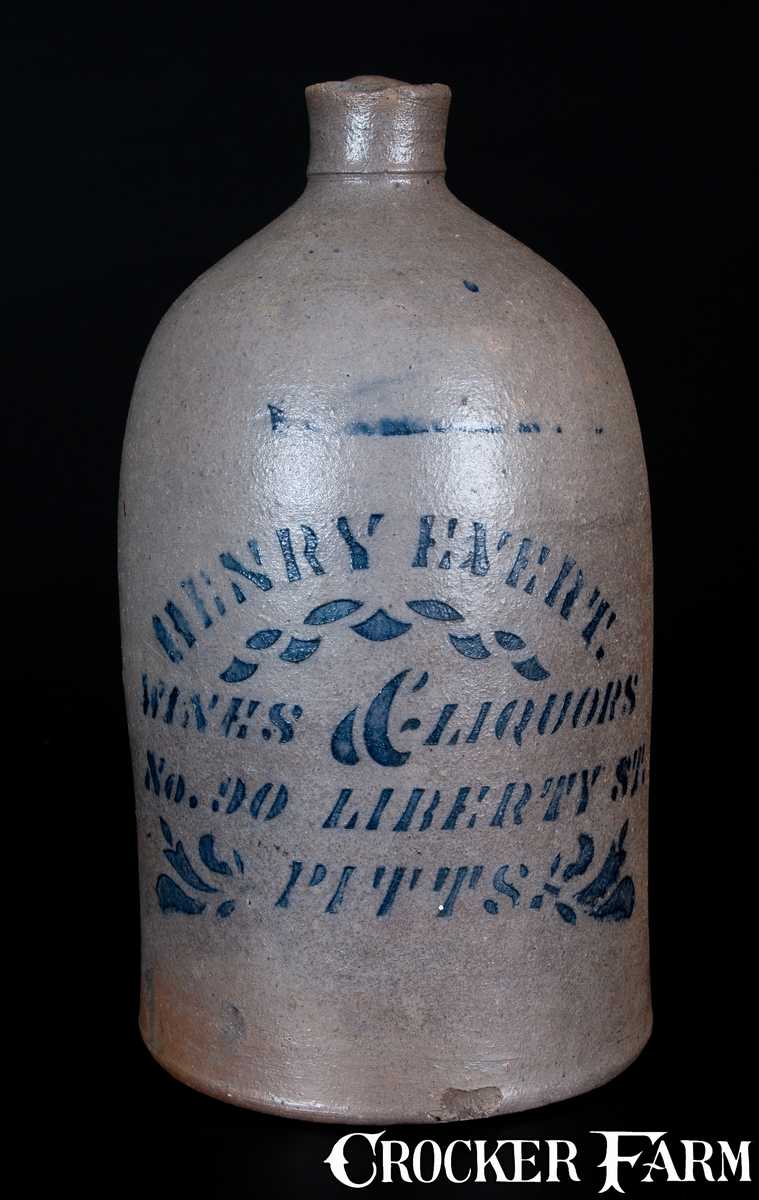 HENRY EVERT.
WINES & LIQUORS
No. 90 LIBERTY ST.
PITTS.
CROCKER FARM